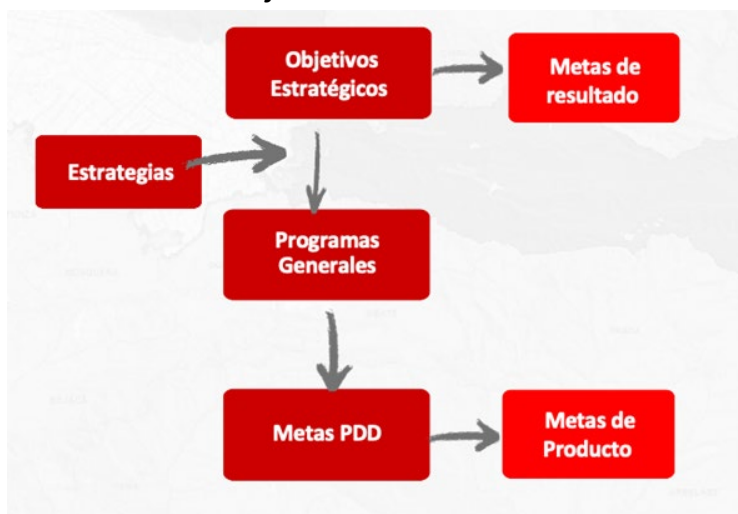 Objetivos
Estratégicos
Metas de
resultado
Estrategias
Programas
Generales
Metas PDD
Metas de
Producto